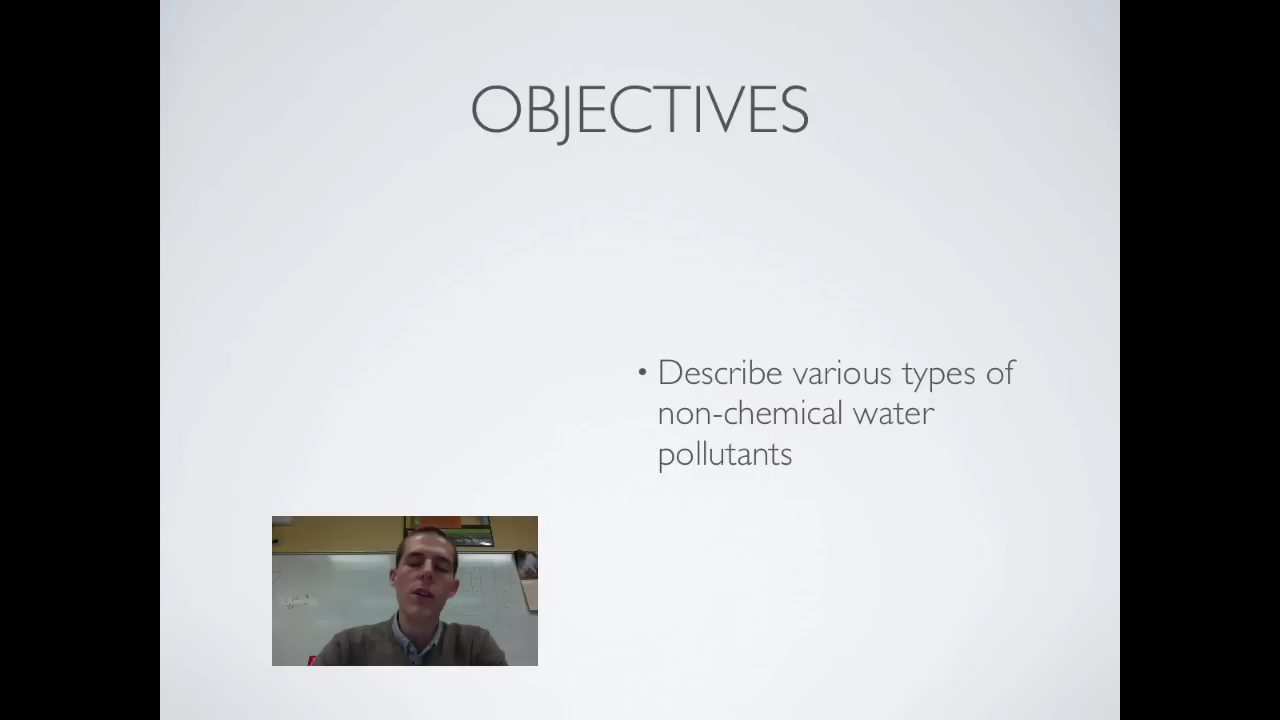 OBJECTIVES
• Describe various types of
non-chemical water
pollutants